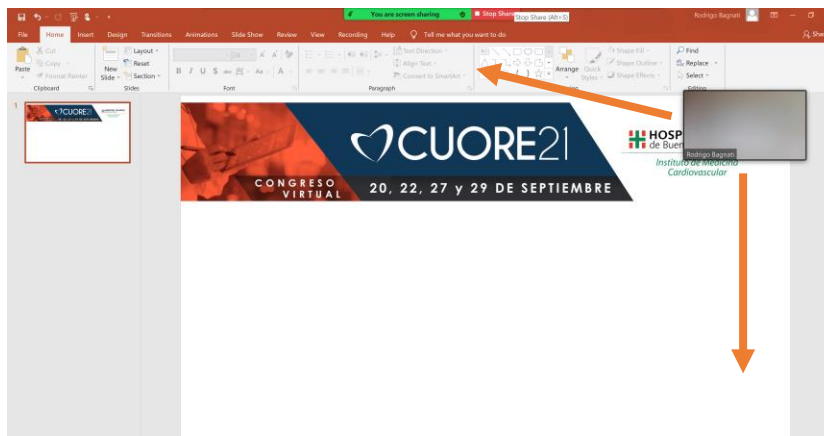 You are screen sharing Stop Share
Stop Share (Alt+S)
Rodrigo Bagnati
File Home Insert Design Transitions Animations Slide Show Review View Recording Help Tell me what you want to do
Paste
Cut
Copy
Format Painter
Clipboard
New
Slide
Layout
Reset
Section
Slides
Font
Text Direction
Align Text
Convert to SmartArt
Paragraph
Arrange
Quick
Styles
Shape Fill
Shape Outline
Shape Effects
Find
Replace
Select
Editing
1
CUORE21
CUORE21
CONGRESO
VIRTUAL
20, 22, 27 y 29 DE SEPTIEMBRE
HOSP
de Buen
Rodrigo Bagnati
Instituto de Medicina
Cardiovascular